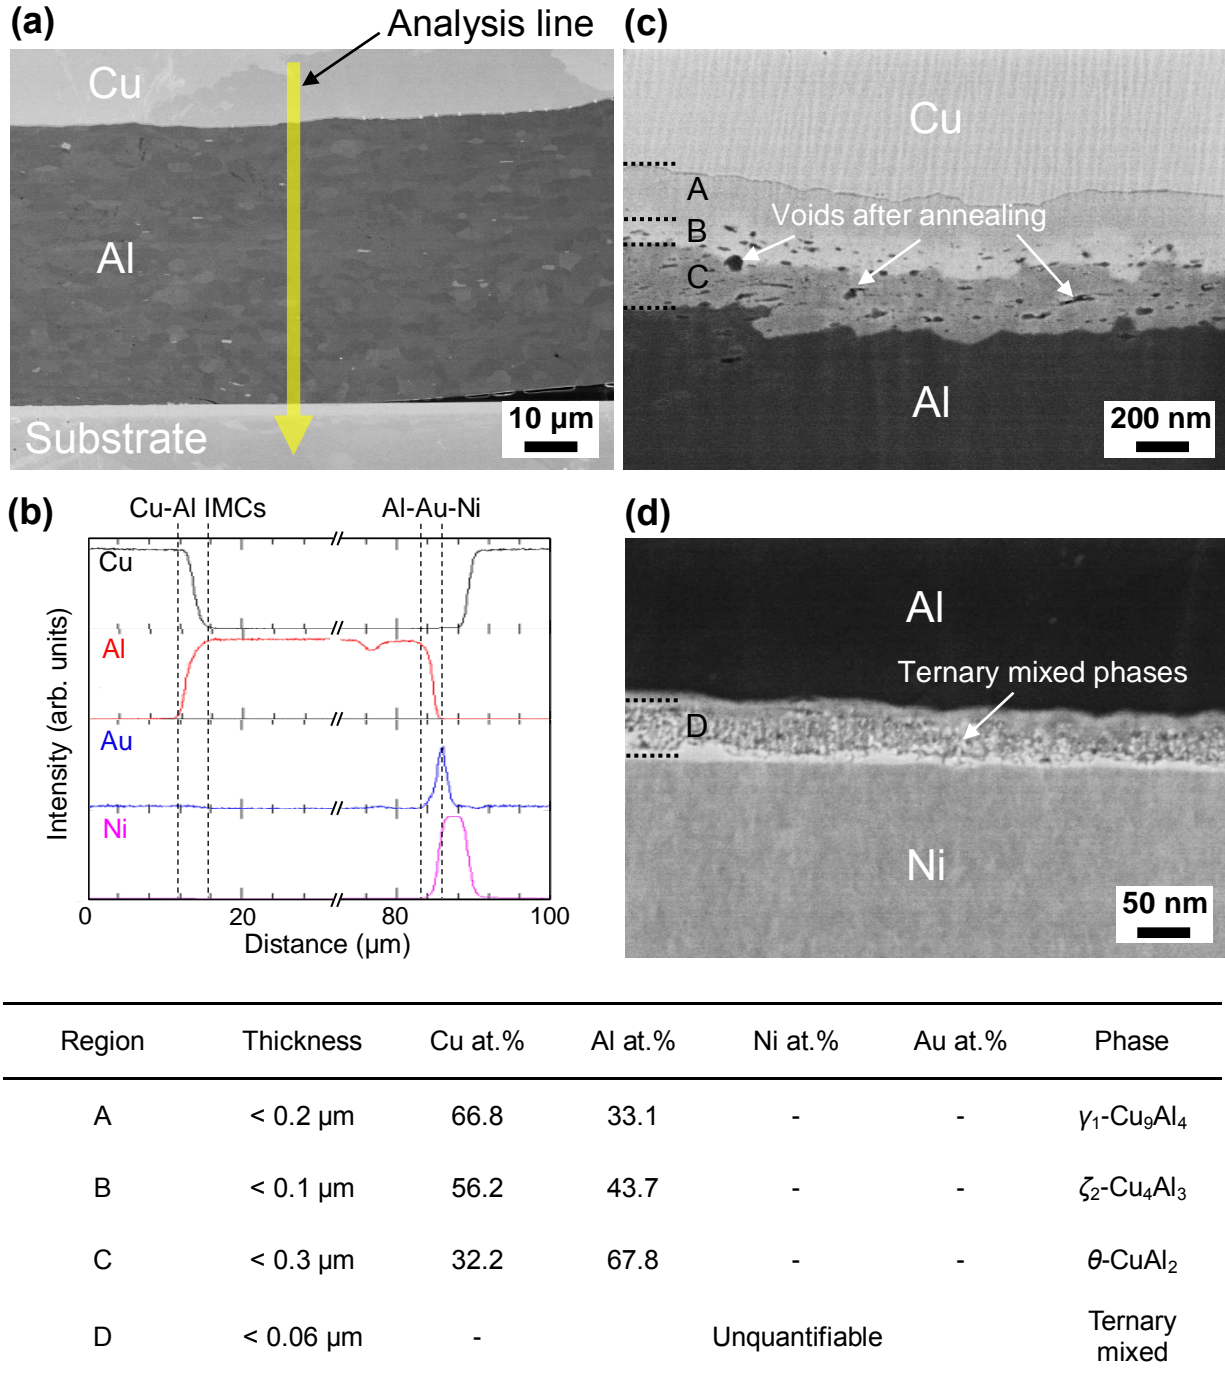 (a)
Analysis line
Cu
Al
Substrate
10 µm
(c)
Cu
A
Voids after annealing
B
C
Al
200 nm
(b)
Cu-Al IMCs
Al-Au-Ni
Cu
Al
Au
Ni
Intensity (arb. units)
0 20 80 100
Distance (µm)
(d)
Al
Ternary mixed phases
D
Ni
50 nm
Region Thickness Cu at.% Al at.% Ni at.% Au at.% Phase
A < 0.2 µm 66.8 33.1 - - γ₁-Cu₉Al₄
B < 0.1 µm 56.2 43.7 - - ζ₂-Cu₄Al₃
C < 0.3 µm 32.2 67.8 - - θ-CuAl₂
D < 0.06 µm - Unquantifiable Ternary
mixed